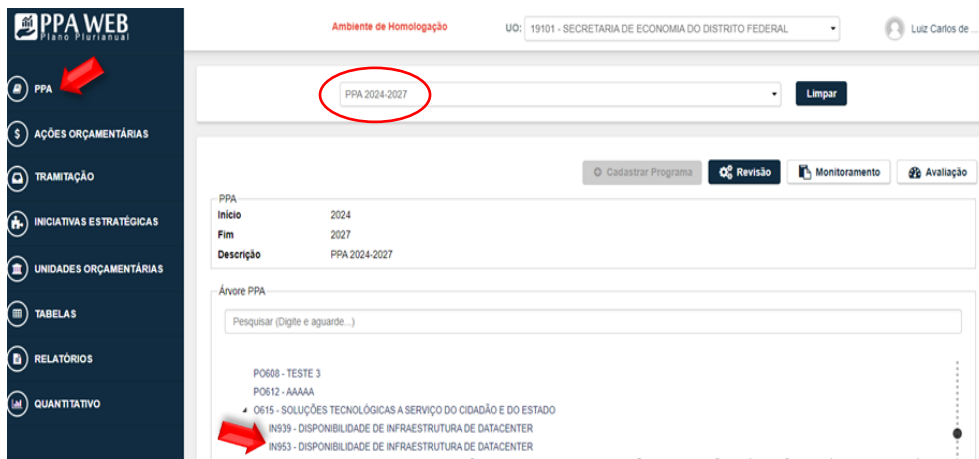 PPA WEB
Plano Plurianual
Ambiente de Homologação
UO: 19101 - SECRETARIA DE ECONOMIA DO DISTRITO FEDERAL
Luiz Carlos de ...
PPA
AÇÕES ORÇAMENTÁRIAS
TRAMITAÇÃO
INICIATIVAS ESTRATÉGICAS
UNIDADES ORÇAMENTÁRIAS
TABELAS
RELATÓRIOS
QUANTITATIVO
PPA 2024-2027
Limpar
Cadastrar Programa
Revisão
Monitoramento
Avaliação
PPA
Início 2024
Fim 2027
Descrição PPA 2024-2027
Árvore PPA
Pesquisar (Digite e aguarde...)
PO608 - TESTE 3
PO612 - AAAAA
O615 - SOLUÇÕES TECNOLÓGICAS A SERVIÇO DO CIDADÃO E DO ESTADO
IN939 - DISPONIBILIDADE DE INFRAESTRUTURA DE DATACENTER
IN953 - DISPONIBILIDADE DE INFRAESTRUTURA DE DATACENTER